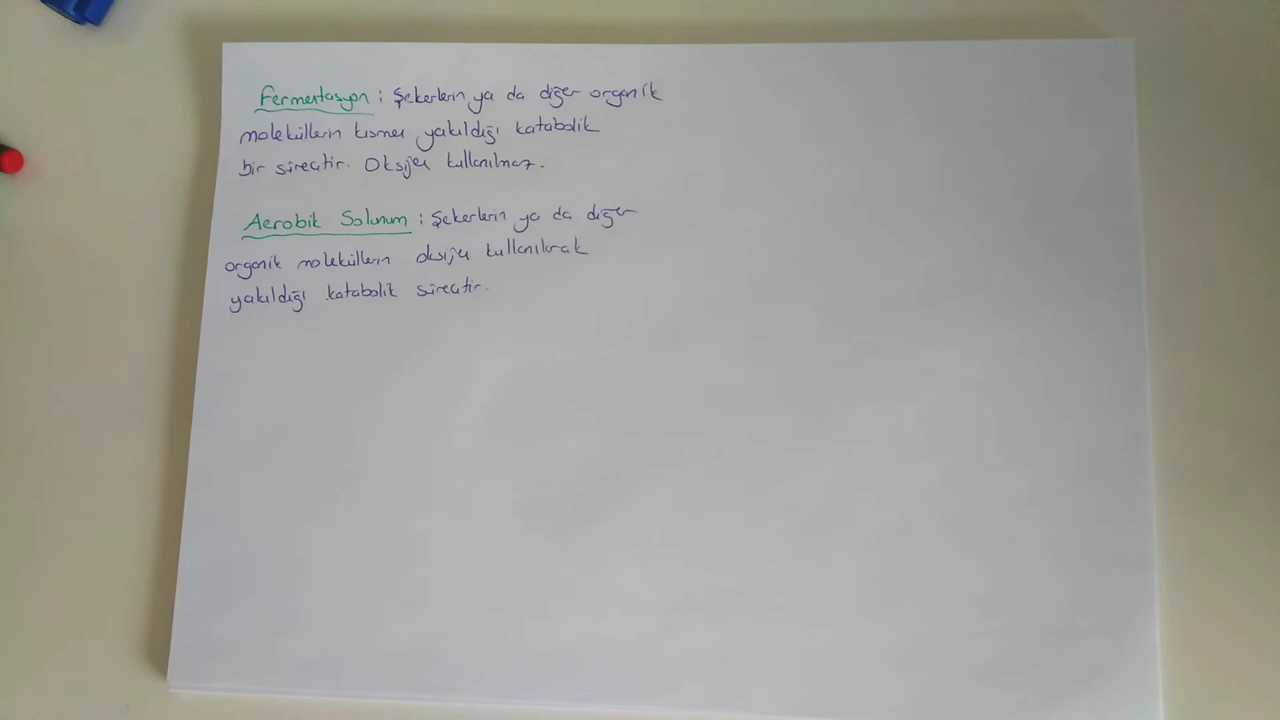 Fermentasyon : Şekerlerin ya da diğer organik
moleküllerin kısmen yakıldığı katabolik
bir süreçtir. Oksijen kullanılmaz.
Aerobik Solunum : Şekerlerin ya da diğer
organik moleküllerin oksijen kullanılarak
yakıldığı katabolik süreçtir.